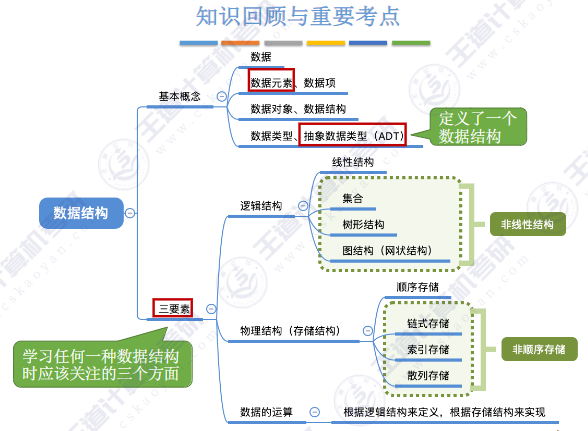 知识回顾与重要考点
数据
数据元素、数据项
基本概念
数据对象、数据结构
数据类型、抽象数据类型（ADT）
定义了一个
数据结构
线性结构
逻辑结构
集合
树形结构
图结构（网状结构）
非线性结构
数据结构
三要素
顺序存储
物理结构（存储结构）
链式存储
索引存储
散列存储
非顺序存储
学习任何一种数据结构
时应该关注的三个方面
数据的运算
根据逻辑结构来定义，根据存储结构来实现
王道计算机考研
www.cskaoyan.com